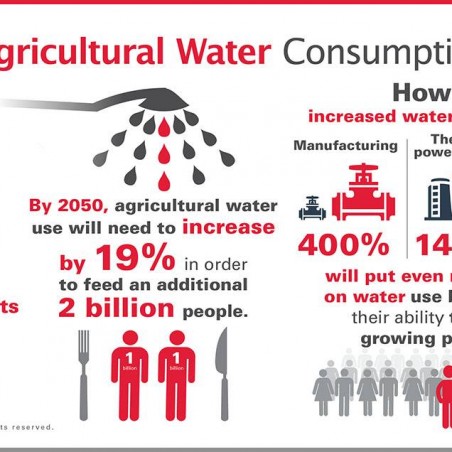 gricultural Water Consumpti
By 2050, agricultural water
use will need to increase
by 19% in order
to feed an additional
2 billion people.
1 billion 1 billion
ts
ts reserved.
How
increased water
Manufacturing
The
powe
400% 14
will put even
on water use
their ability
growing p